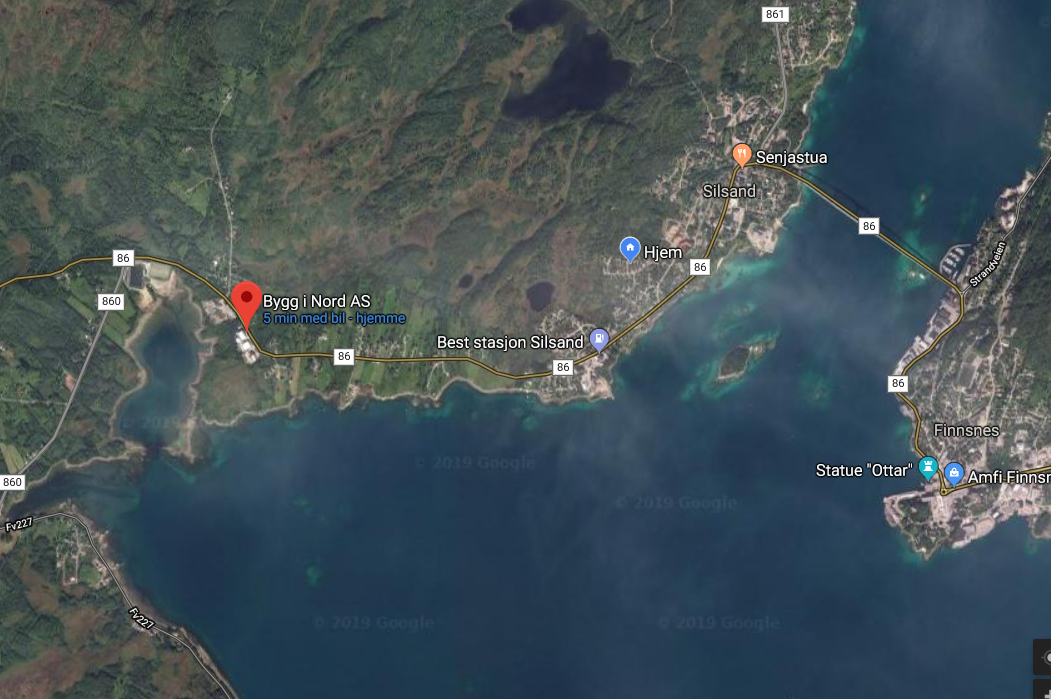 861
Senjastua
Silsand
86
Strandveien
Hjem
86
86
860
Bygg i Nord AS
5 min med bil - hjemme
Best stasjon Silsand
86
86
86
© 2019 Google
Finnsnes
© 2019 Google
Statue "Ottar"
Amfi Finnsn
860
© 2019 Google
Fv227
Fv227
© 2019 Google
© 2019 Google